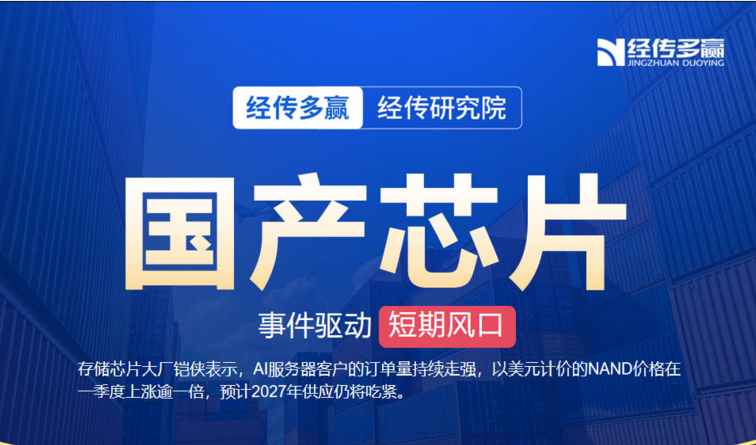 经传多赢
JINGZHUAN DUOYING
经传多赢 经传研究院
国产芯片
事件驱动 短期风口
存储芯片大厂铠侠表示，AI服务器客户的订单量持续走强，以美元计价的NAND价格在
一季度上涨逾一倍，预计2027年供应仍将吃紧。